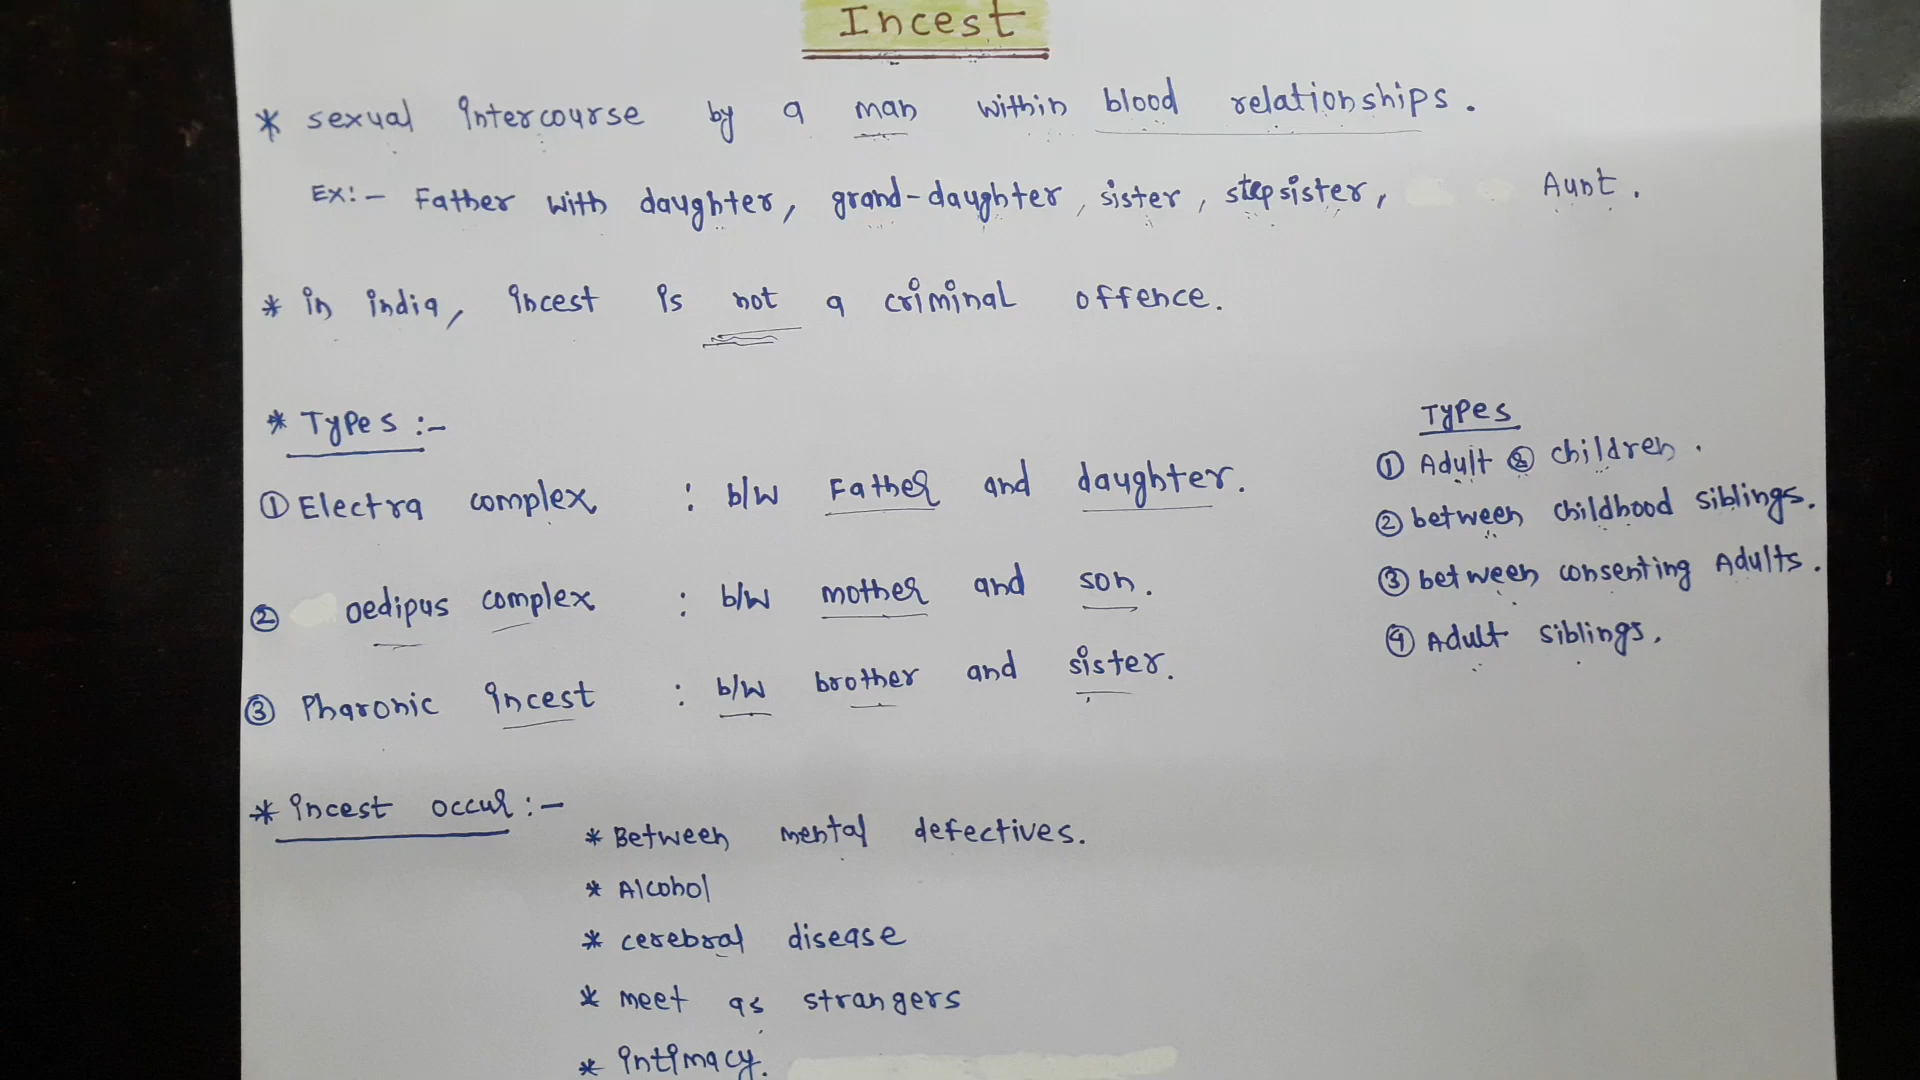 Incest
* sexual intercourse by a man within blood relationships.
Ex:- Father with daughter, grand-daughter, sister, stepsister, Aunt.
* in india, incest is not a criminal offence.
* Types :-
① Electra complex : b/w Father and daughter.
② oedipus complex : b/w mother and son.
③ Pharonic incest : b/w brother and sister.
Types
① Adult & children.
② between childhood siblings.
③ between consenting Adults.
④ Adult siblings.
* incest occur :-
* Between mental defectives.
* Alcohol
* cerebral disease
* meet as strangers
* intimacy.